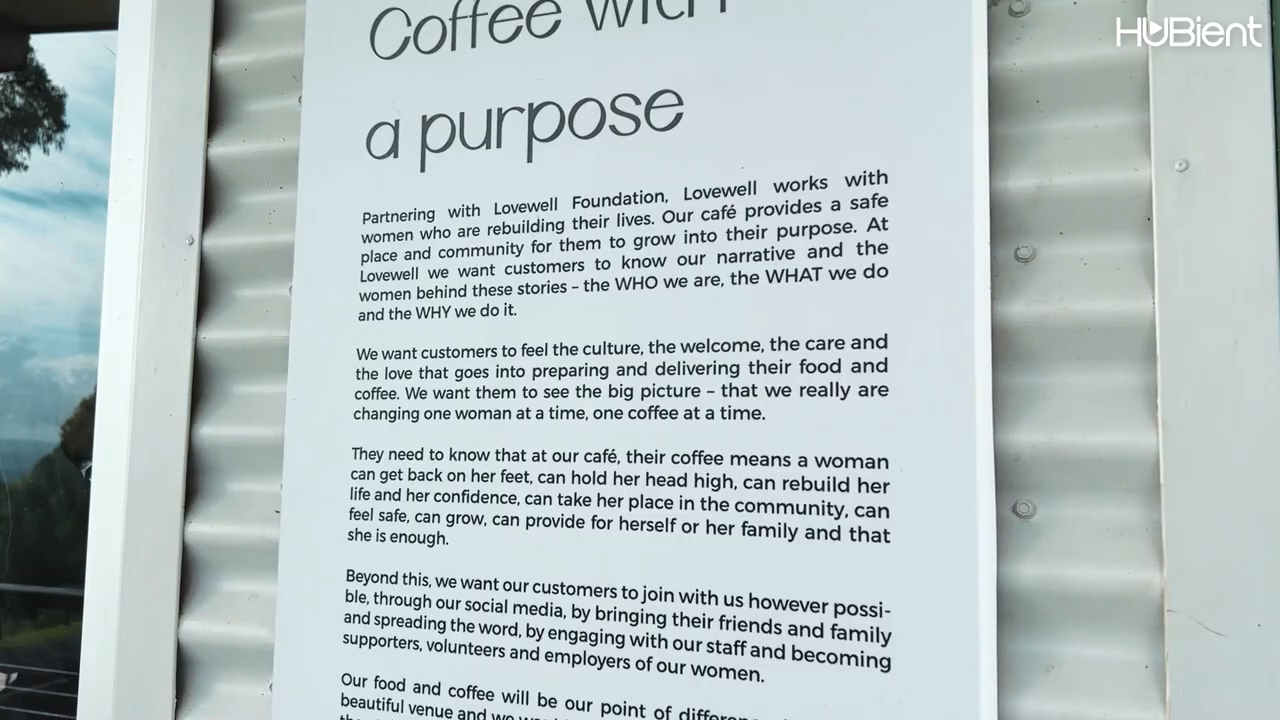 HUBient
Coffee with
a purpose
Partnering with Lovewell Foundation, Lovewell works with
women who are rebuilding their lives. Our café provides a safe
place and community for them to grow into their purpose. At
Lovewell we want customers to know our narrative and the
women behind these stories – the WHO we are, the WHAT we do
and the WHY we do it.
We want customers to feel the culture, the welcome, the care and
the love that goes into preparing and delivering their food and
coffee. We want them to see the big picture – that we really are
changing one woman at a time, one coffee at a time.
They need to know that at our café, their coffee means a woman
can get back on her feet, can hold her head high, can rebuild her
life and her confidence, can take her place in the community, can
feel safe, can grow, can provide for herself or her family and that
she is enough.
Beyond this, we want our customers to join with us however possi-
ble, through our social media, by bringing their friends and family
and spreading the word, by engaging with our staff and becoming
supporters, volunteers and employers of our women.
Our food and coffee will be our point of
beautiful venue and we